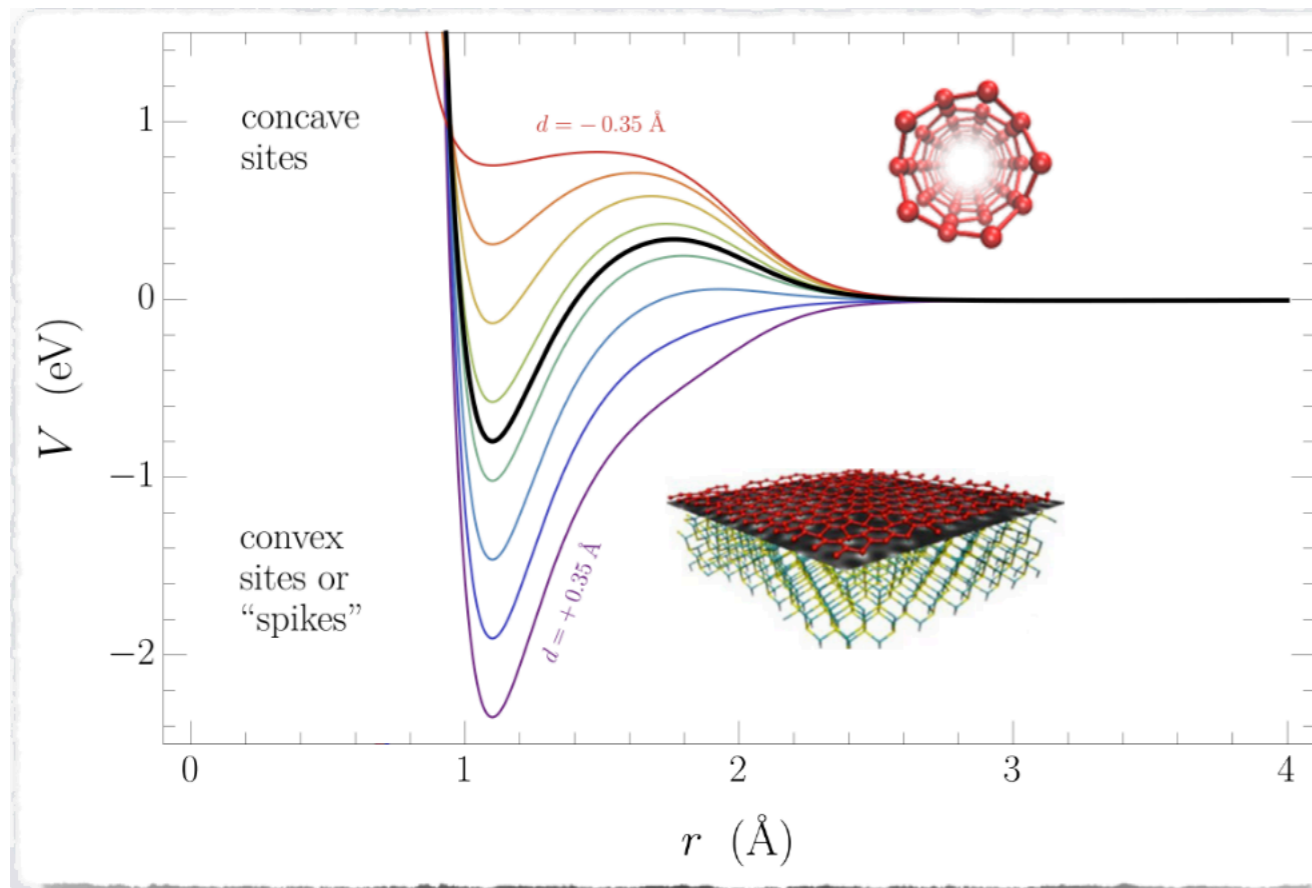 concave
sites
d = − 0.35 Å
1
0
−1
−2
V (eV)
convex
sites or
“spikes”
d = + 0.35 Å
0
1
2
3
4
r (Å)